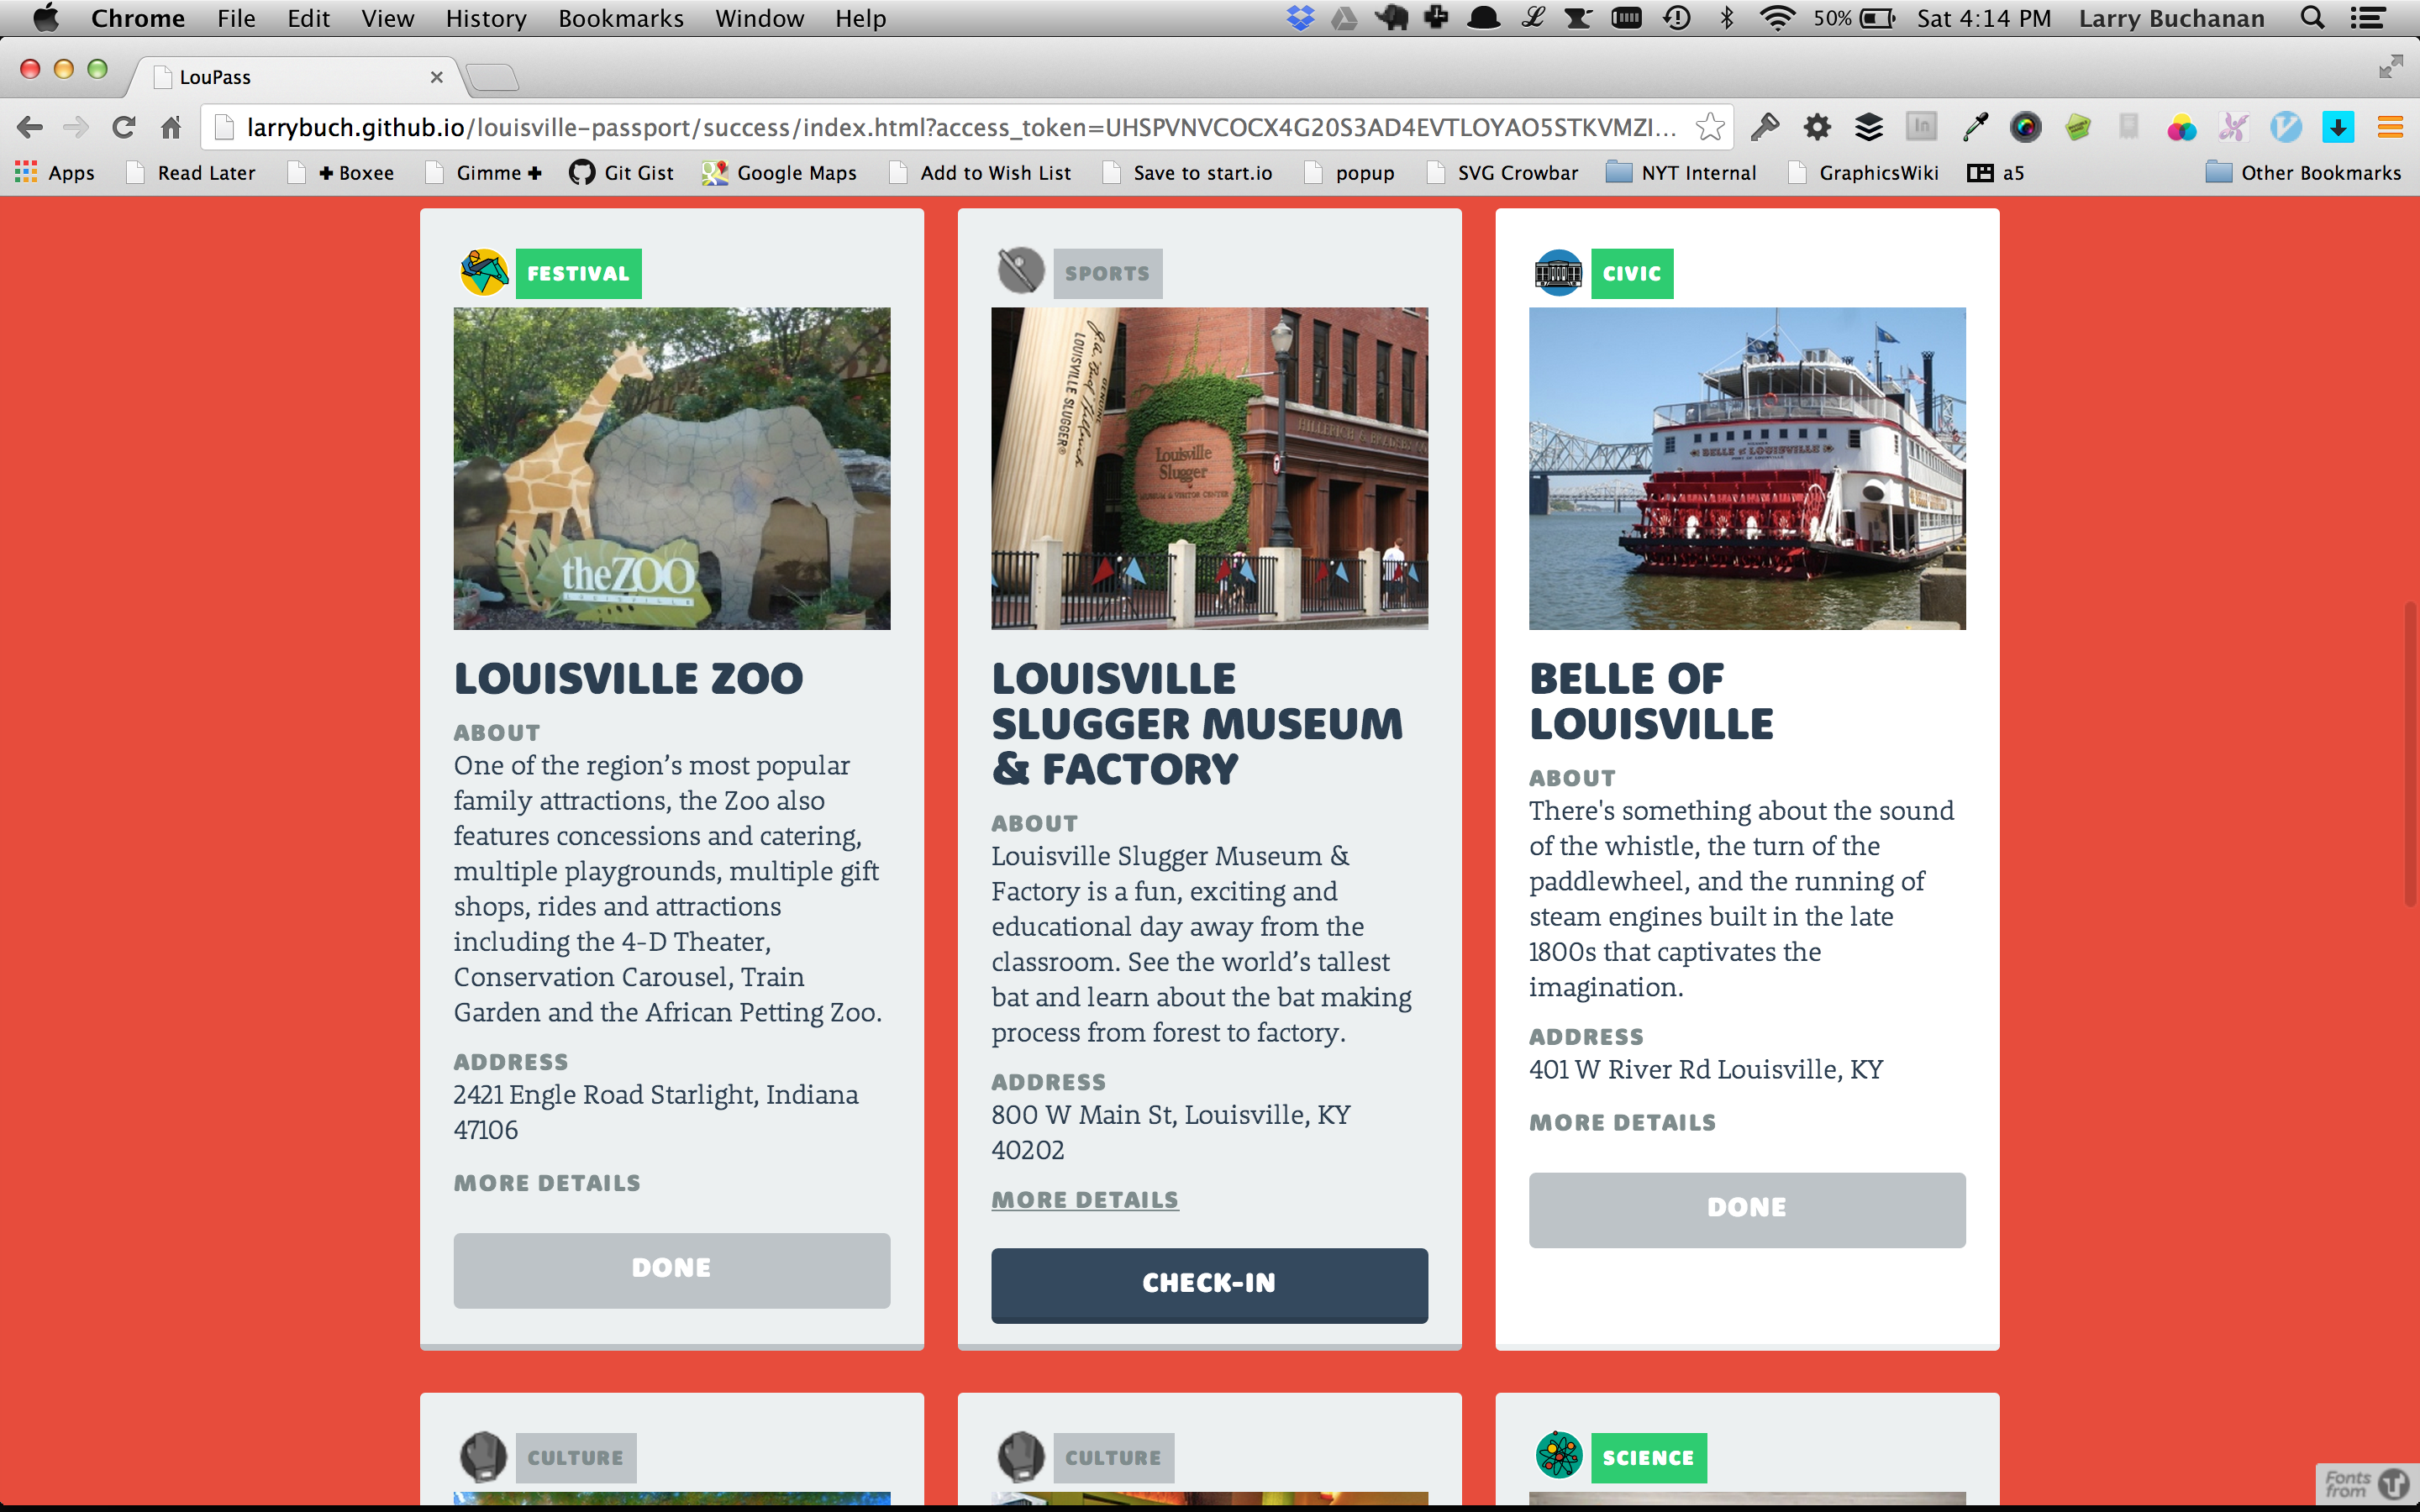 Chrome File Edit View History Bookmarks Window Help 50% Sat 4:14 PM Larry Buchanan
LouPass
larrybuch.github.io/louisville-passport/success/index.html?access_token=UHSPVNVCOCX4G20S3AD4EVTLOYAO5STKVMZI...
Apps Read Later +Boxee Gimme + Git Gist Google Maps Add to Wish List Save to start.io popup SVG Crowbar NYT Internal GraphicsWiki a5 Other Bookmarks
FESTIVAL
theZOO
LOUISVILLE
LOUISVILLE ZOO
ABOUT
One of the region’s most popular
family attractions, the Zoo also
features concessions and catering,
multiple playgrounds, multiple gift
shops, rides and attractions
including the 4-D Theater,
Conservation Carousel, Train
Garden and the African Petting Zoo.
ADDRESS
2421 Engle Road Starlight, Indiana
47106
MORE DETAILS
DONE
SPORTS
GENUINE
LOUISVILLE SLUGGER®
Louisville
Slugger
MUSEUM & VISITOR CENTER
HILLERICH & BRADSBY CO
LOUISVILLE
SLUGGER MUSEUM
& FACTORY
ABOUT
Louisville Slugger Museum &
Factory is a fun, exciting and
educational day away from the
classroom. See the world’s tallest
bat and learn about the bat making
process from forest to factory.
ADDRESS
800 W Main St, Louisville, KY
40202
MORE DETAILS
CHECK-IN
CIVIC
BELLE of LOUISVILLE
BELLE OF
LOUISVILLE
ABOUT
There's something about the sound
of the whistle, the turn of the
paddlewheel, and the running of
steam engines built in the late
1800s that captivates the
imagination.
ADDRESS
401 W River Rd Louisville, KY
MORE DETAILS
DONE
CULTURE
CULTURE
SCIENCE
Fonts
from